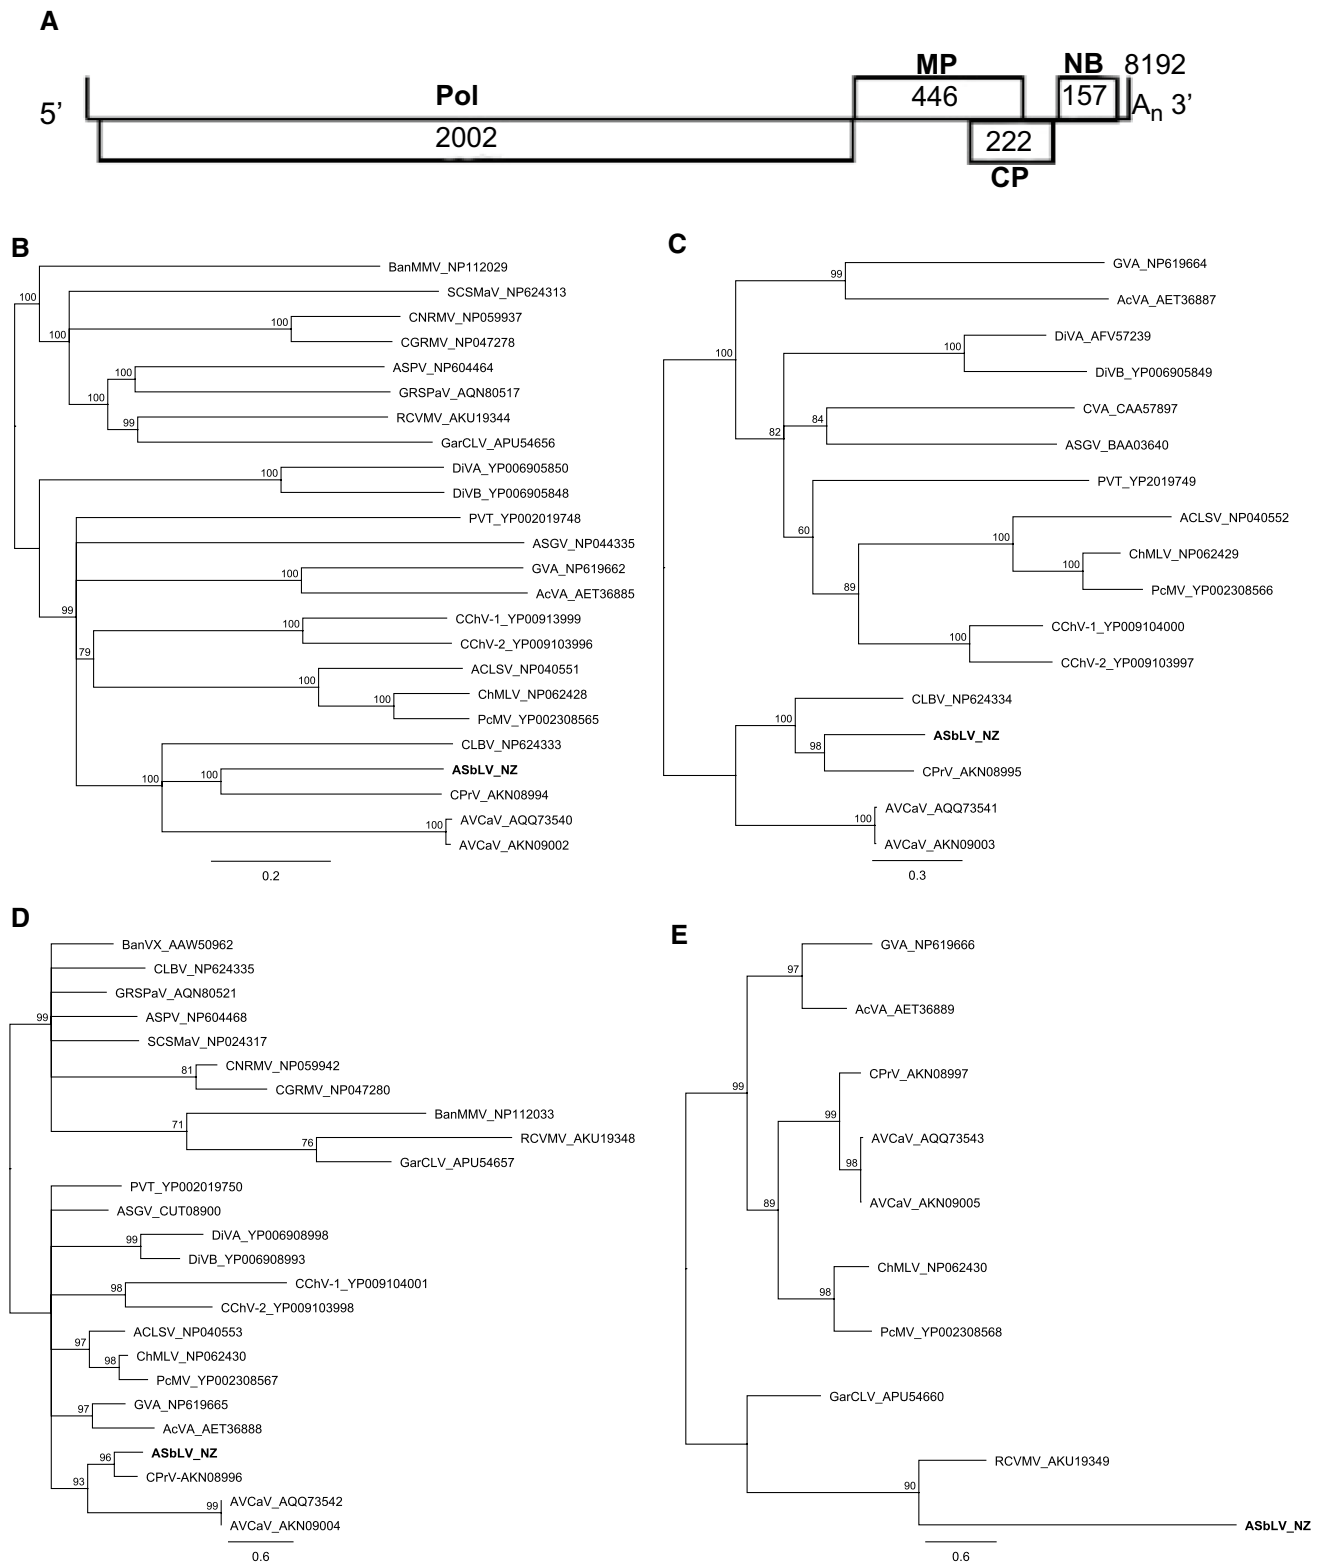 A
5’
Pol
2002
MP
446
222
CP
NB
157
8192
An 3’
B
BanMMV_NP112029
100
SCSMaV_NP624313
CNRMV_NP059937
100
100
CGRMV_NP047278
ASPV_NP604464
100
GRSPaV_AQN80517
100
RCVMV_AKU19344
99
GarCLV_APU54656
DiVA_YP006905850
100
DiVB_YP006905848
PVT_YP002019748
ASGV_NP044335
GVA_NP619662
100
AcVA_AET36885
99
CChV-1_YP00913999
100
CChV-2_YP009103996
79
ACLSV_NP040551
100
ChMLV_NP062428
100
PcMV_YP002308565
CLBV_NP624333
100
ASbLV_NZ
100
CPrV_AKN08994
AVCaV_AQQ73540
100
AVCaV_AKN09002
0.2
C
GVA_NP619664
99
AcVA_AET36887
DiVA_AFV57239
100
100
DiVB_YP006905849
CVA_CAA57897
84
82
ASGV_BAA03640
PVT_YP2019749
ACLSV_NP040552
60
100
ChMLV_NP062429
100
PcMV_YP002308566
89
CChV-1_YP009104000
100
CChV-2_YP009103997
CLBV_NP624334
100
ASbLV_NZ
98
CPrV_AKN08995
AVCaV_AQQ73541
100
AVCaV_AKN09003
0.3
D
BanVX_AAW50962
CLBV_NP624335
GRSPaV_AQN80521
99
ASPV_NP604468
SCSMaV_NP024317
CNRMV_NP059942
81
CGRMV_NP047280
BanMMV_NP112033
71
RCVMV_AKU19348
76
GarCLV_APU54657
PVT_YP002019750
ASGV_CUT08900
DiVA_YP006908998
99
DiVB_YP006908993
CChV-1_YP009104001
98
CChV-2_YP009103998
ACLSV_NP040553
97
ChMLV_NP062430
98
PcMV_YP002308567
GVA_NP619665
97
AcVA_AET36888
ASbLV_NZ
96
CPrV-AKN08996
93
AVCaV_AQQ73542
99
AVCaV_AKN09004
0.6
E
GVA_NP619666
97
AcVA_AET36889
CPrV_AKN08997
99
99
AVCaV_AQQ73543
98
AVCaV_AKN09005
89
ChMLV_NP062430
98
PcMV_YP002308568
GarCLV_APU54660
RCVMV_AKU19349
90
ASbLV_NZ
0.6